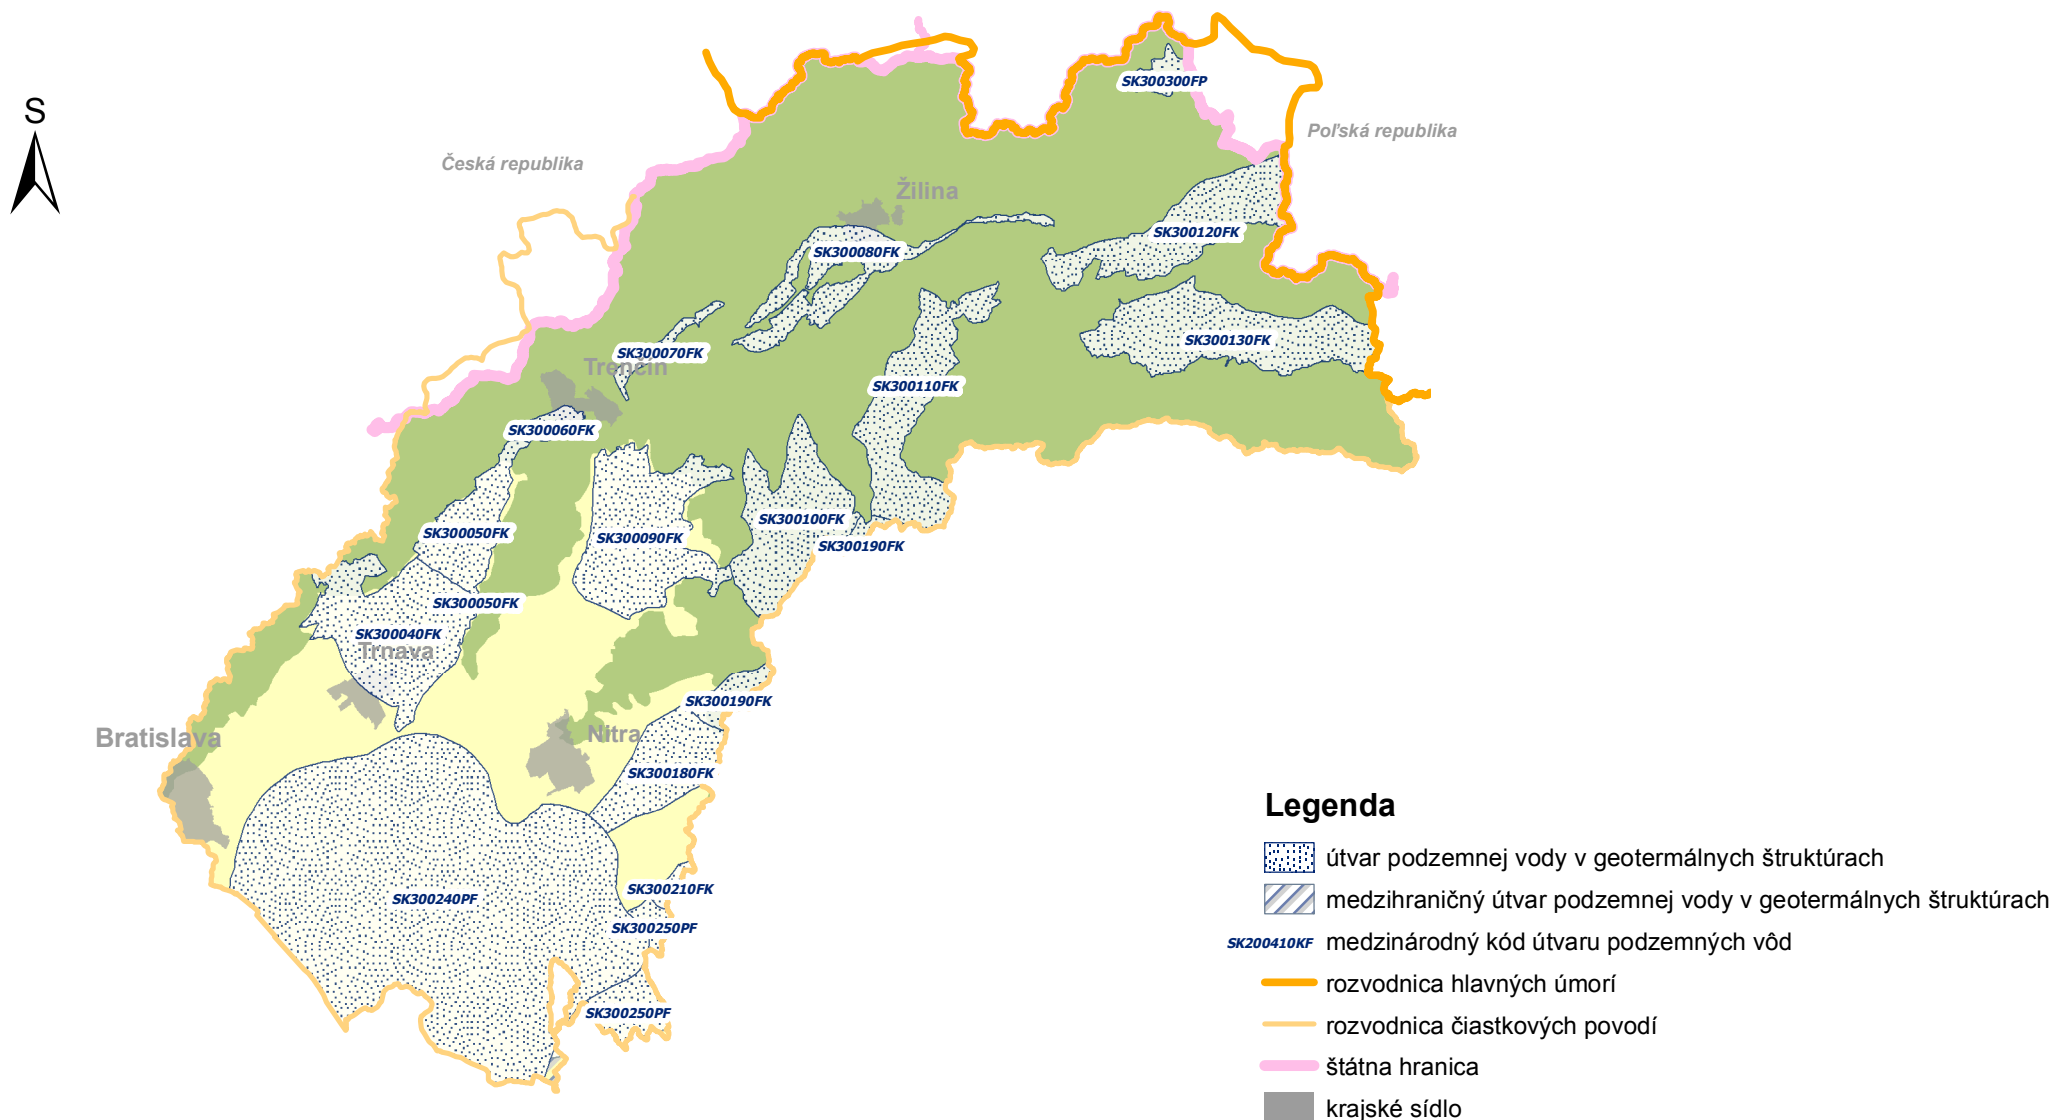 S
SK300300FP
Poľská republika
Česká republika
Žilina
SK300120FK
SK300080FK
SK300130FK
SK300070FK
Trenčín
SK300110FK
SK300060FK
SK300100FK
SK300050FK
SK300090FK
SK300190FK
SK300050FK
SK300040FK
Trnava
SK300190FK
Nitra
Bratislava
SK300180FK
SK300210FK
SK300240PF
SK300250PF
SK300250PF
Legenda
útvar podzemnej vody v geotermálnych štruktúrach
medzihraničný útvar podzemnej vody v geotermálnych štruktúrach
SK200410KF medzinárodný kód útvaru podzemných vôd
rozvodnica hlavných úmorí
rozvodnica čiastkových povodí
štátna hranica
krajské sídlo